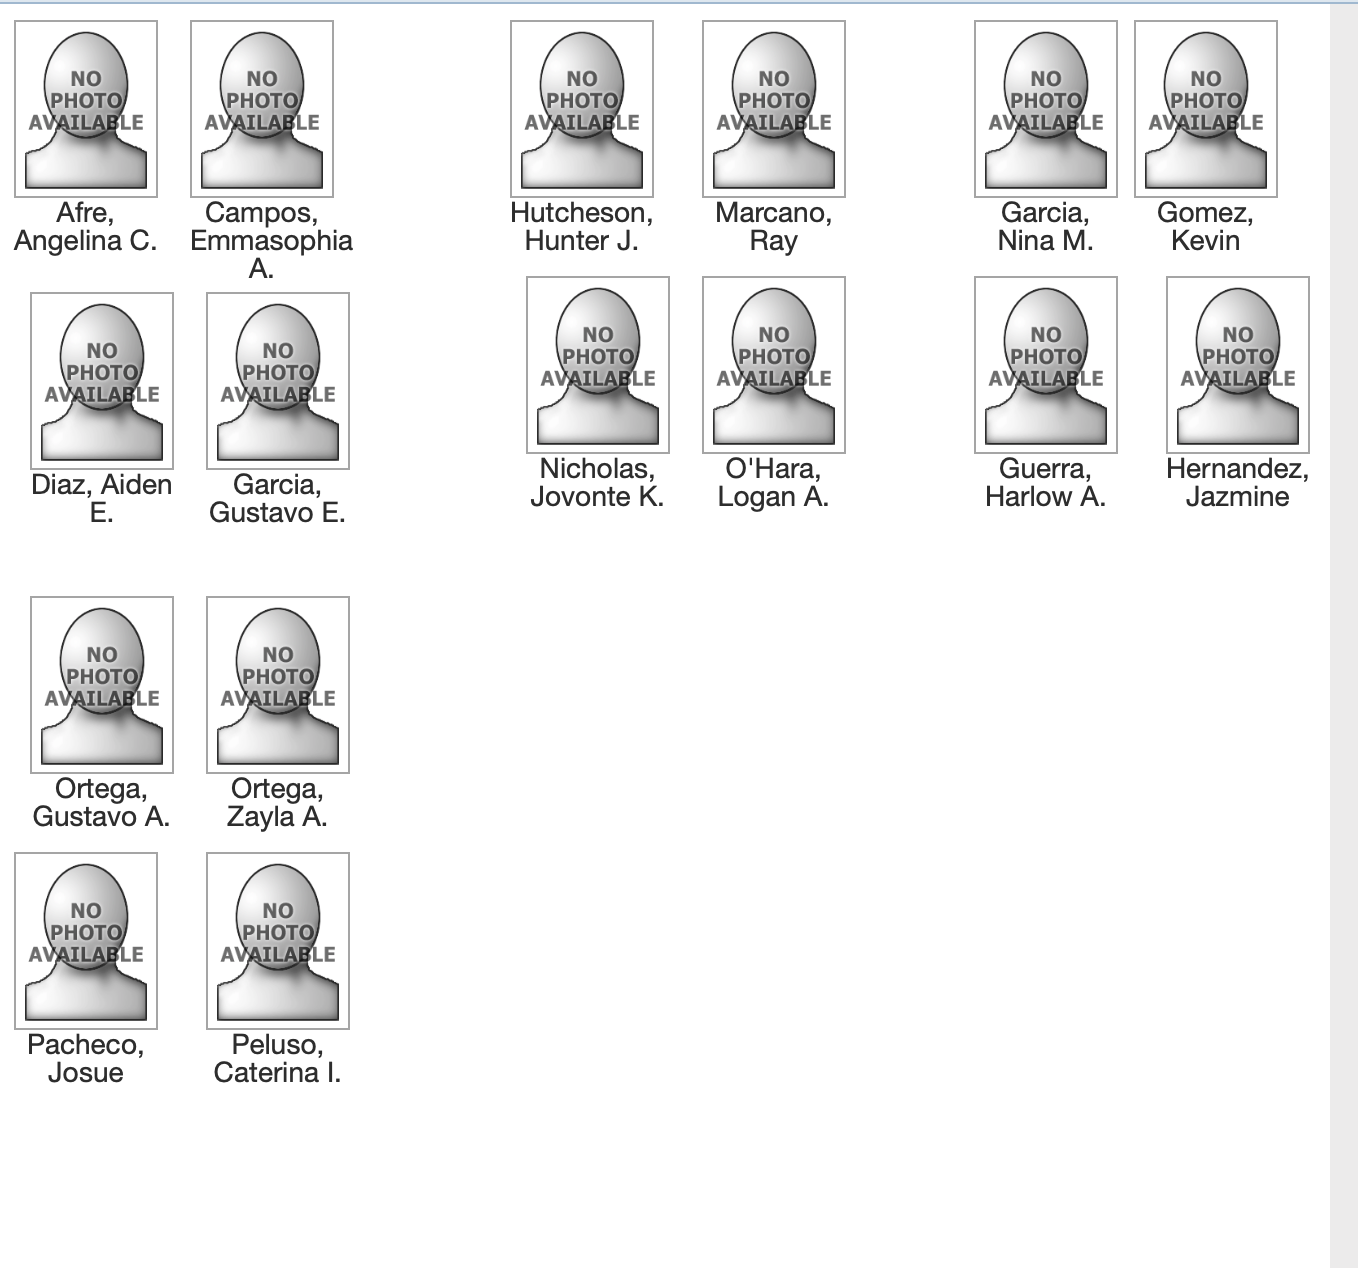 NO
PHOTO
AVAILABLE
NO
PHOTO
AVAILABLE
NO
PHOTO
AVAILABLE
NO
PHOTO
AVAILABLE
NO
PHOTO
AVAILABLE
NO
PHOTO
AVAILABLE
Afre,
Angelina C.
Campos,
Emmasophia
A.
Hutcheson,
Hunter J.
Marcano,
Ray
Garcia,
Nina M.
Gomez,
Kevin
NO
PHOTO
AVAILABLE
NO
PHOTO
AVAILABLE
NO
PHOTO
AVAILABLE
NO
PHOTO
AVAILABLE
NO
PHOTO
AVAILABLE
NO
PHOTO
AVAILABLE
Diaz, Aiden
E.
Garcia,
Gustavo E.
Nicholas,
Jovonte K.
O'Hara,
Logan A.
Guerra,
Harlow A.
Hernandez,
Jazmine
NO
PHOTO
AVAILABLE
NO
PHOTO
AVAILABLE
Ortega,
Gustavo A.
Ortega,
Zayla A.
NO
PHOTO
AVAILABLE
NO
PHOTO
AVAILABLE
Pacheco,
Josue
Peluso,
Caterina I.